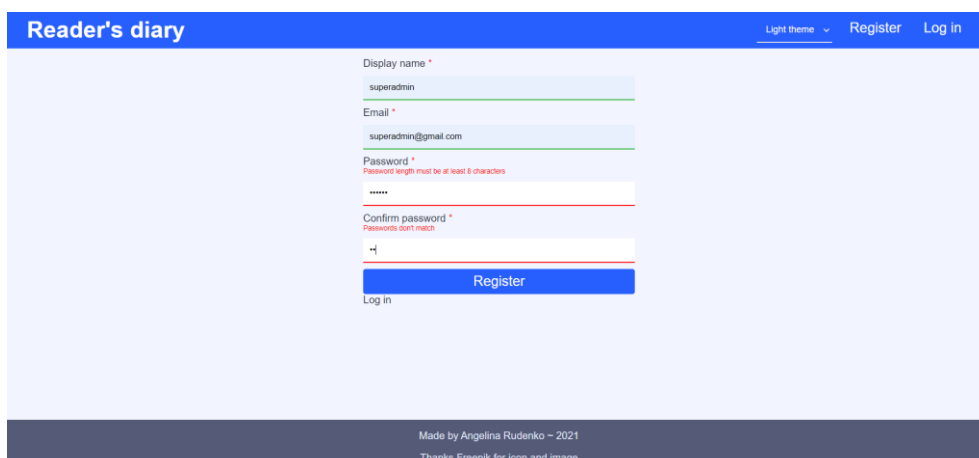 Reader's diary
Light theme
Register
Log in
Display name *
superadmin
Email *
superadmin@gmail.com
Password *
Password length must be at least 8 characters
••••••
Confirm password *
Passwords don't match
••
Register
Log in
Made by Angelina Rudenko ~ 2021
Thanks Freepik for icon and image